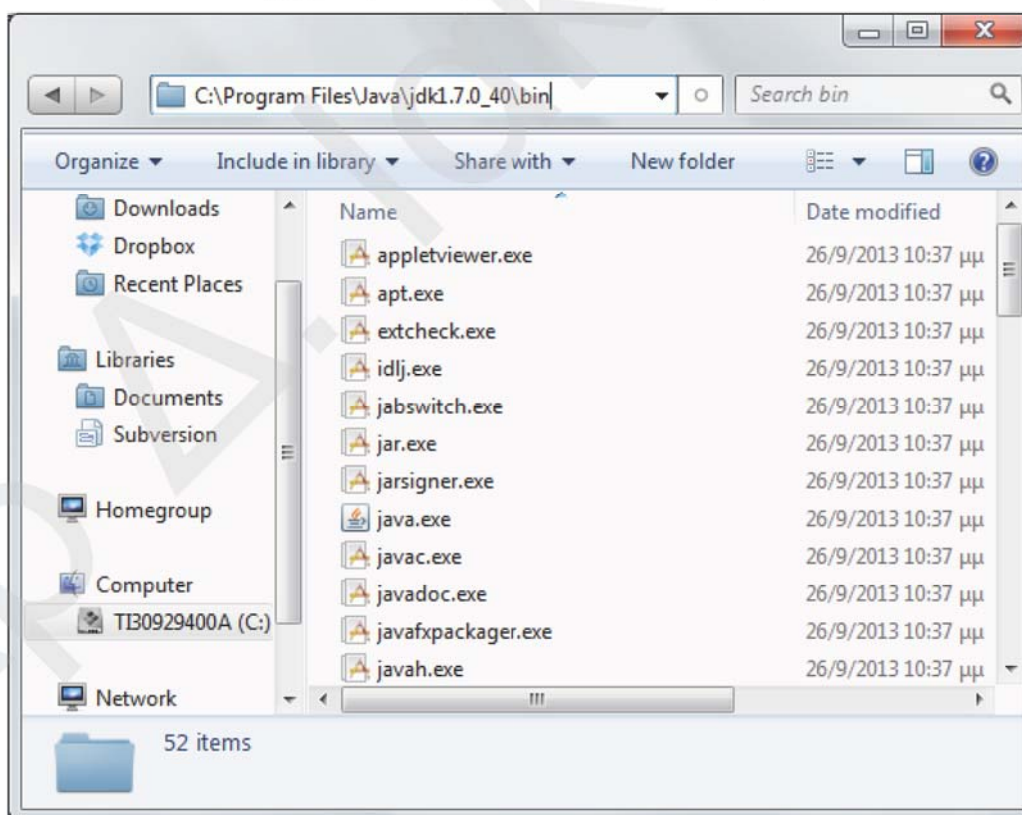 C:\Program Files\Java\jdk1.7.0_40\bin
Search bin
Organize Include in library Share with New folder
Downloads
Dropbox
Recent Places
Libraries
Documents
Subversion
Homegroup
Computer
TI30929400A (C:)
Network
Name Date modified
appletviewer.exe 26/9/2013 10:37 μμ
apt.exe 26/9/2013 10:37 μμ
extcheck.exe 26/9/2013 10:37 μμ
idlj.exe 26/9/2013 10:37 μμ
jabswitch.exe 26/9/2013 10:37 μμ
jar.exe 26/9/2013 10:37 μμ
jarsigner.exe 26/9/2013 10:37 μμ
java.exe 26/9/2013 10:37 μμ
javac.exe 26/9/2013 10:37 μμ
javadoc.exe 26/9/2013 10:37 μμ
javafxpackager.exe 26/9/2013 10:37 μμ
javah.exe 26/9/2013 10:37 μμ
52 items